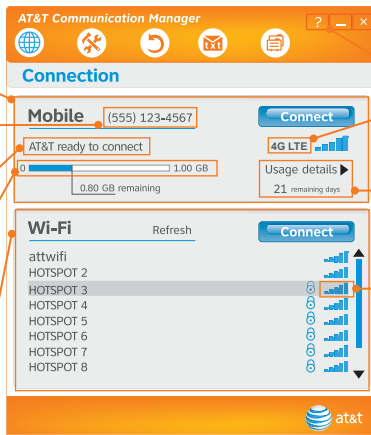 AT&T Communication Manager
? _ ×
txt
Connection
Mobile (555) 123-4567 Connect
AT&T ready to connect 4G LTE
0 1.00 GB Usage details
0.80 GB remaining 21 remaining days
Wi-Fi Refresh Connect
attwifi
HOTSPOT 2
HOTSPOT 3
HOTSPOT 4
HOTSPOT 5
HOTSPOT 6
HOTSPOT 7
HOTSPOT 8
at&t